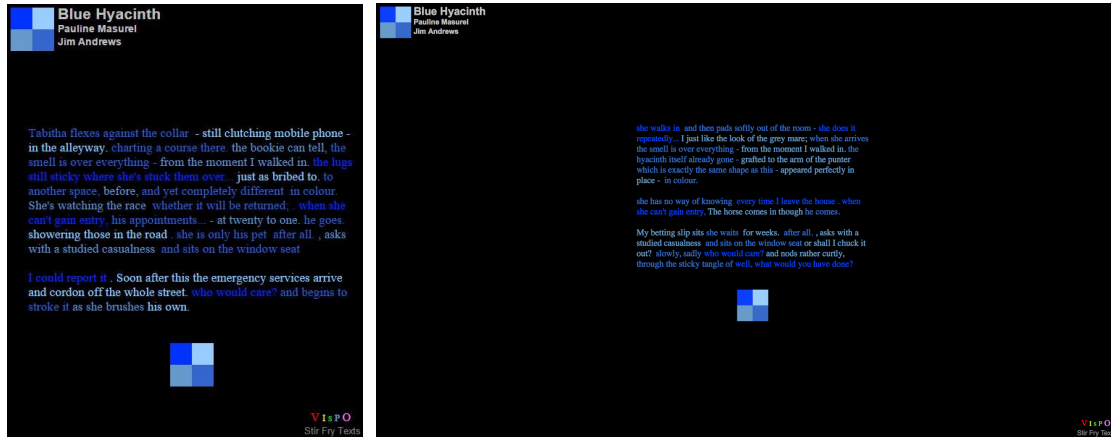 Blue Hyacinth
Pauline Masurel
Jim Andrews
Tabitha flexes against the collar - still clutching mobile phone -
in the alleyway. charting a course there. the bookie can tell, the
smell is over everything - from the moment I walked in. the lugs
still sticky where she's stuck them over... just as bribed to. to
another space, before, and yet completely different in colour.
She's watching the race whether it will be returned; . when she
can't gain entry, his appointments... - at twenty to one. he goes.
showering those in the road . she is only his pet after all. , asks
with a studied casualness and sits on the window seat
I could report it . Soon after this the emergency services arrive
and cordon off the whole street. who would care? and begins to
stroke it as she brushes his own.
VIsPO
Stir Fry Texts
Blue Hyacinth
Pauline Masurel
Jim Andrews
she walks in and then pads softly out of the room - she does it
repeatedly... I just like the look of the grey mare; when she arrives
the smell is over everything - from the moment I walked in. the
hyacinth itself already gone - grafted to the arm of the punter
which is exactly the same shape as this - appeared perfectly in
place - in colour.
she has no way of knowing every time I leave the house . when
she can't gain entry. The horse comes in though he comes.
My betting slip sits she waits for weeks. after all. , asks with a
studied casualness and sits on the window seat or shall I chuck it
out? slowly, sadly who would care? and nods rather curtly,
through the sticky tangle of well, what would you have done?
VIsPO
Stir Fry Tex